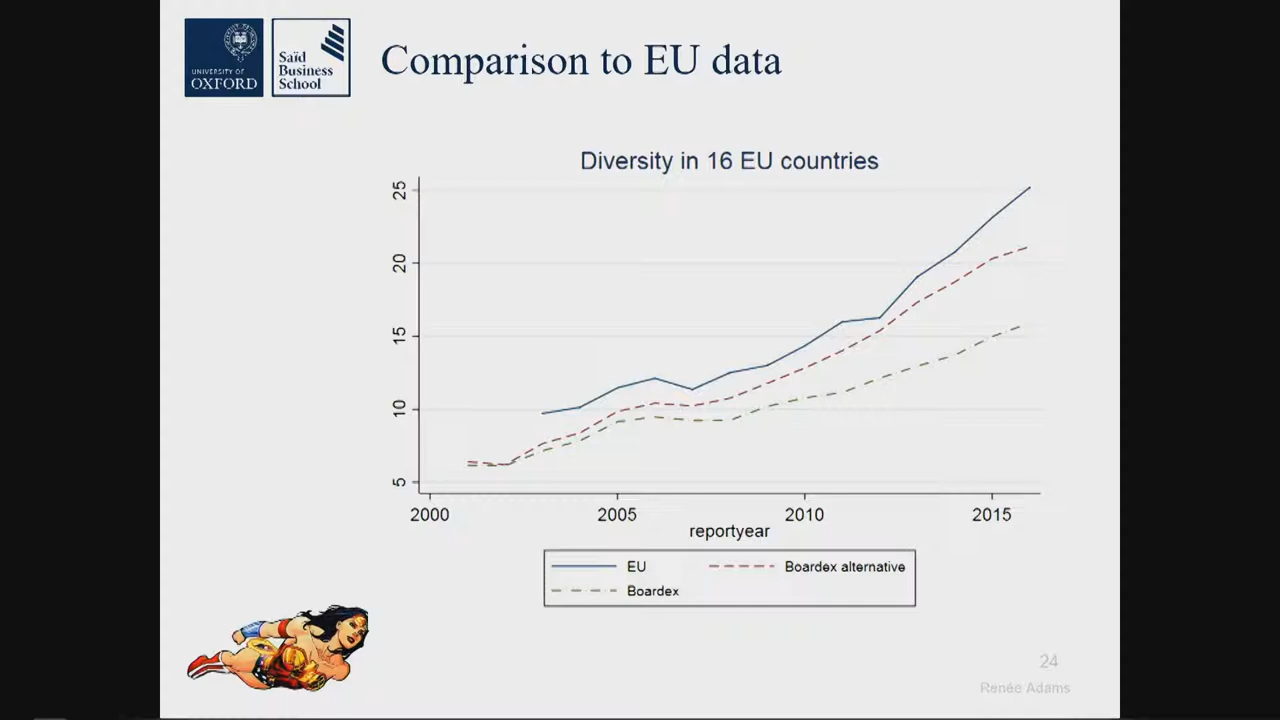 UNIVERSITY OF
OXFORD
Saïd
Business
School
Comparison to EU data
Diversity in 16 EU countries
25
20
15
10
5
2000 2005 2010 2015
reportyear
EU Boardex alternative
Boardex
24
Renée Adams